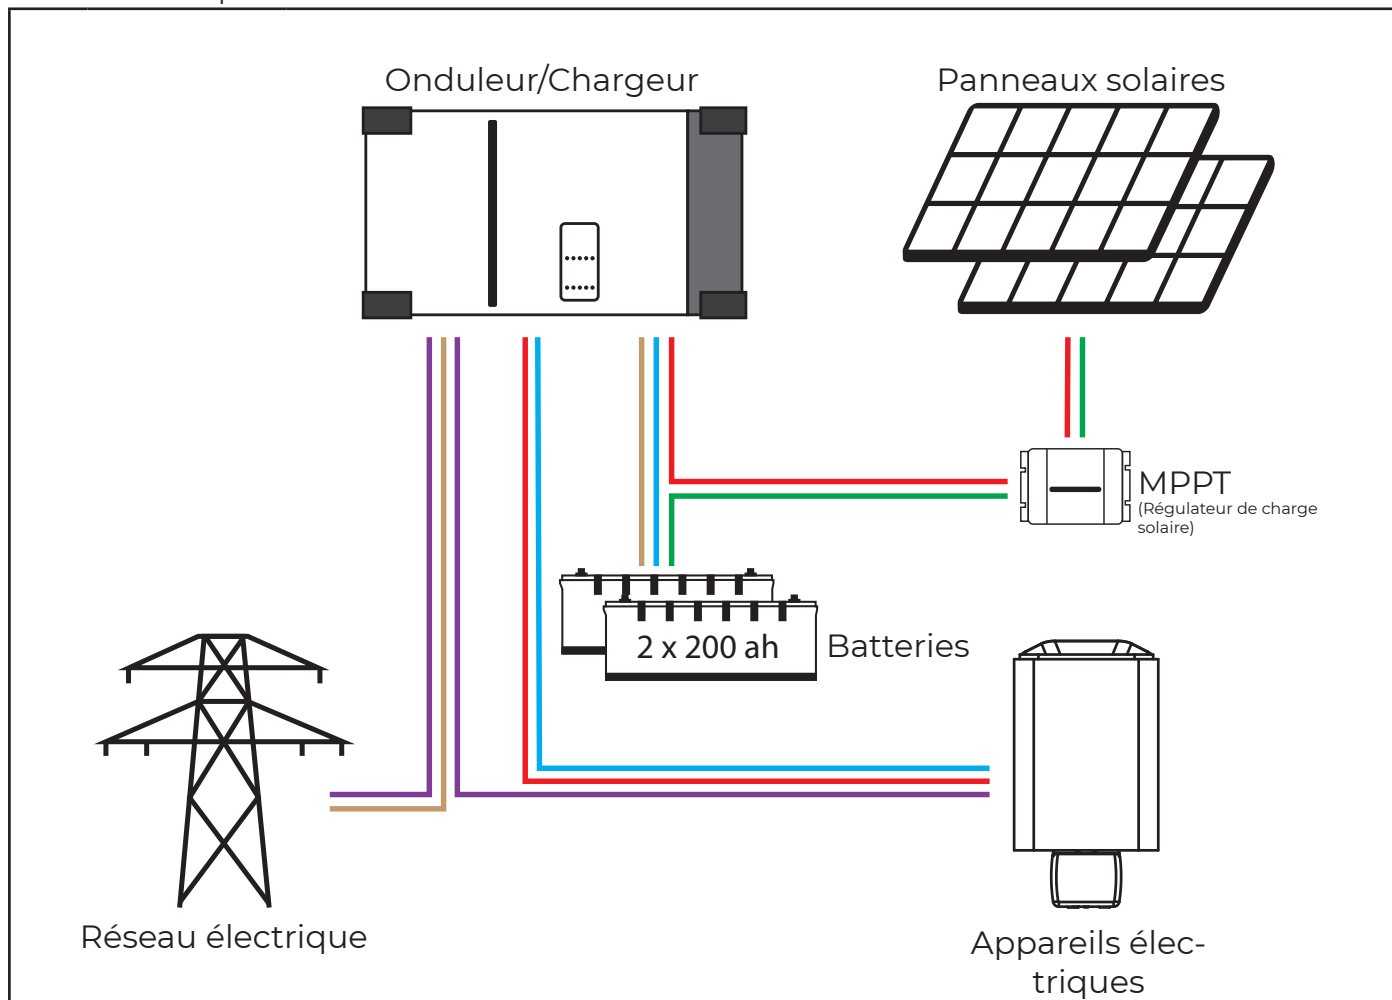 Onduleur/Chargeur
Panneaux solaires
MPPT
(Régulateur de charge
solaire)
2 x 200 ah
Batteries
Réseau électrique
Appareils élec-
triques